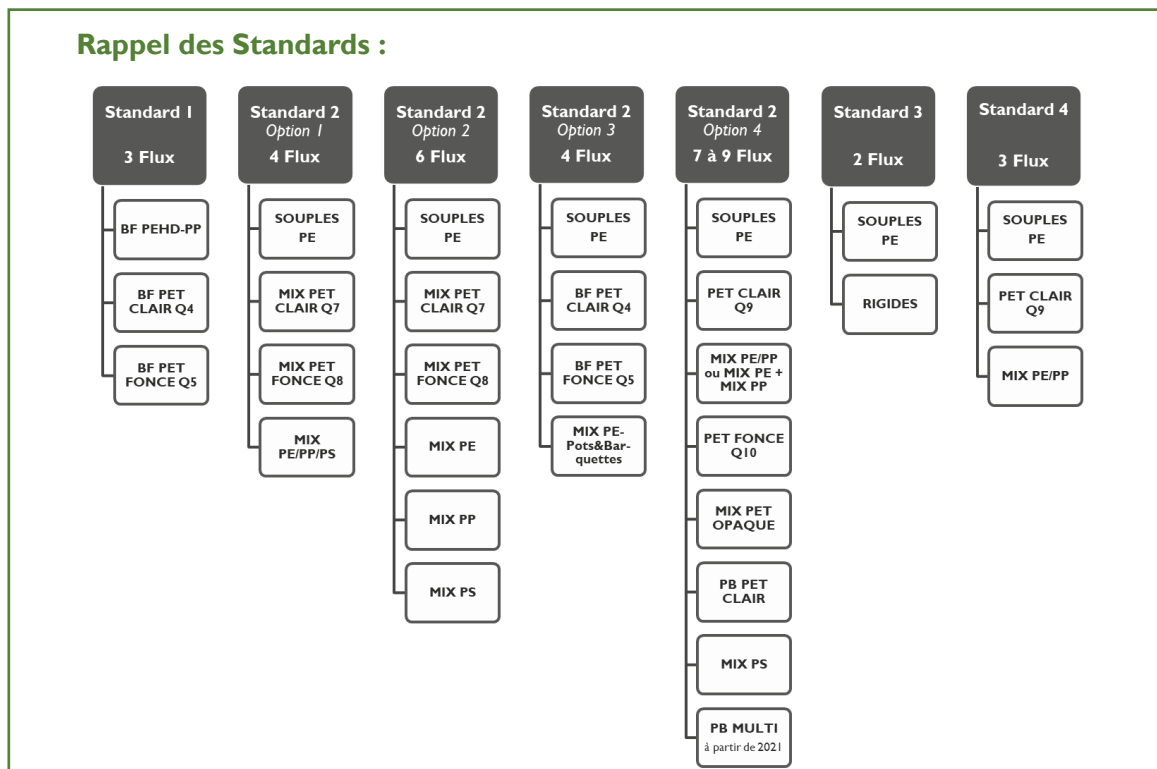 Rappel des Standards :
Standard 1
3 Flux
BF PEHD-PP
BF PET
CLAIR Q4
BF PET
FONCE Q5
Standard 2
Option 1
4 Flux
SOUPLES
PE
MIX PET
CLAIR Q7
MIX PET
FONCE Q8
MIX
PE/PP/PS
Standard 2
Option 2
6 Flux
SOUPLES
PE
MIX PET
CLAIR Q7
MIX PET
FONCE Q8
MIX PE
MIX PP
MIX PS
Standard 2
Option 3
4 Flux
SOUPLES
PE
BF PET
CLAIR Q4
BF PET
FONCE Q5
MIX PE-
Pots&Bar-
quettes
Standard 2
Option 4
7 à 9 Flux
SOUPLES
PE
PET CLAIR
Q9
MIX PE/PP
ou MIX PE +
MIX PP
PET FONCE
Q10
MIX PET
OPAQUE
PB PET
CLAIR
MIX PS
PB MULTI
à partir de 2021
Standard 3
2 Flux
SOUPLES
PE
RIGIDES
Standard 4
3 Flux
SOUPLES
PE
PET CLAIR
Q9
MIX PE/PP